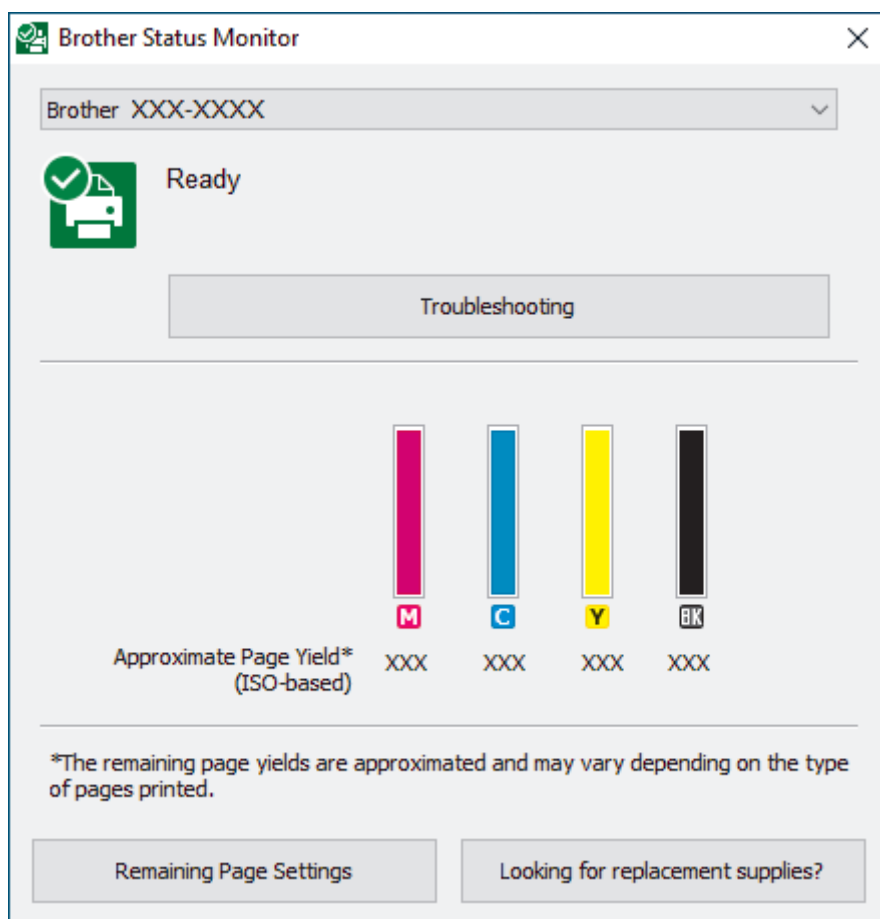 Brother Status Monitor
Brother XXX-XXXX
Ready
Troubleshooting
M C Y BK
Approximate Page Yield* XXX XXX XXX XXX
(ISO-based)
*The remaining page yields are approximated and may vary depending on the type
of pages printed.
Remaining Page Settings
Looking for replacement supplies?